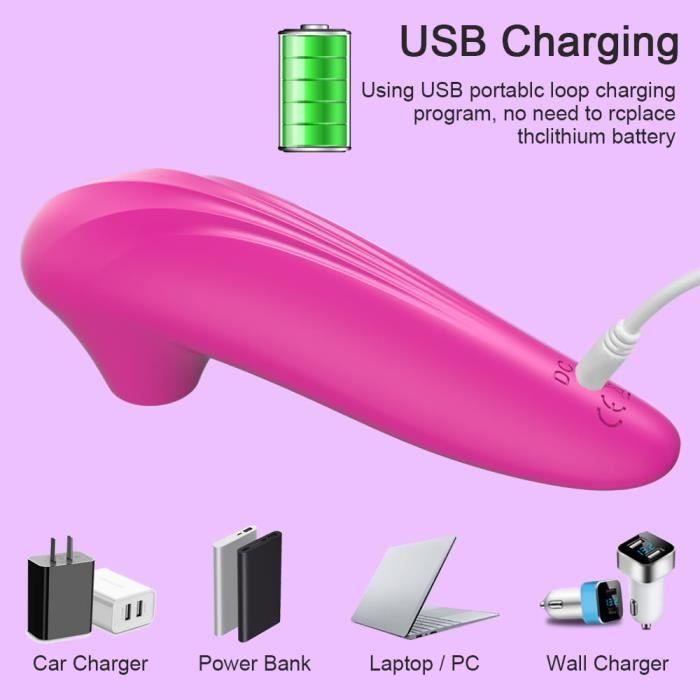 USB Charging
Using USB portablc loop charging
program, no need to rcplace
thclithium battery
DC
CE
Car Charger
Power Bank
Laptop / PC
Wall Charger